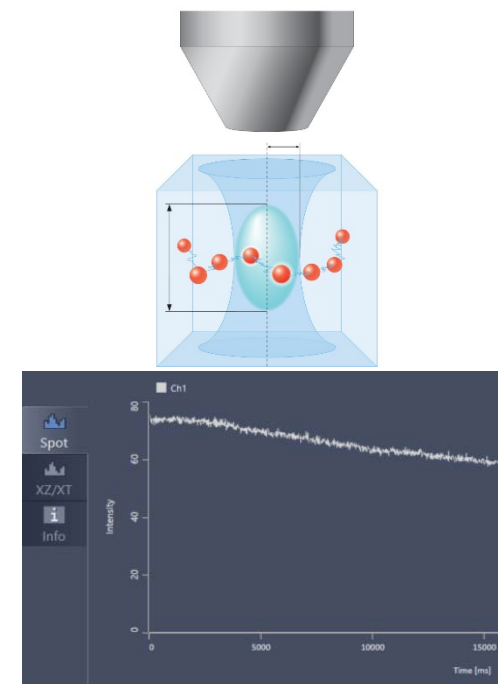 Ch1
Spot
XZ/XT
i
Info
Intensity
80
60
40
20
0
0
5000
10000
15000
Time [ms]